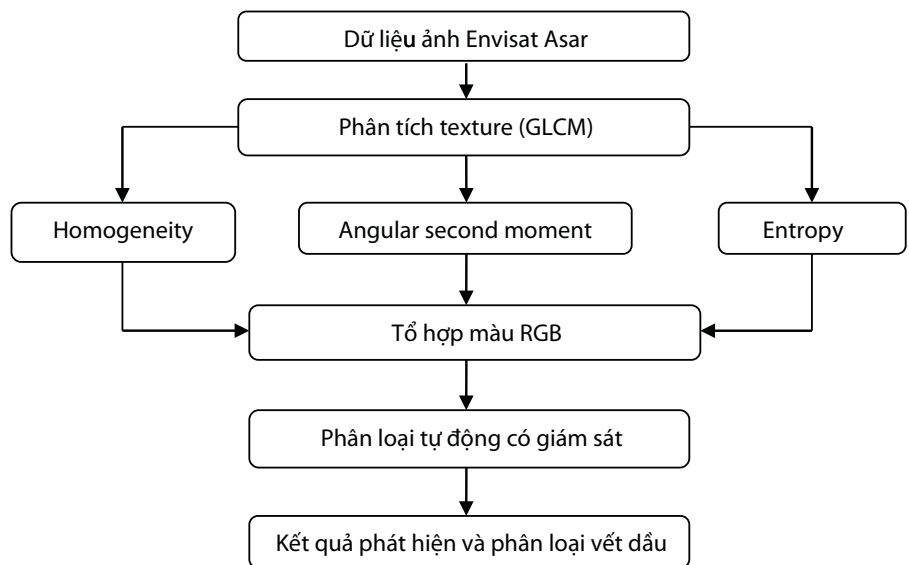 Dữ liệu ảnh Envisat Asar
Phân tích texture (GLCM)
Homogeneity
Angular second moment
Entropy
Tổ hợp màu RGB
Phân loại tự động có giám sát
Kết quả phát hiện và phân loại vết dầu